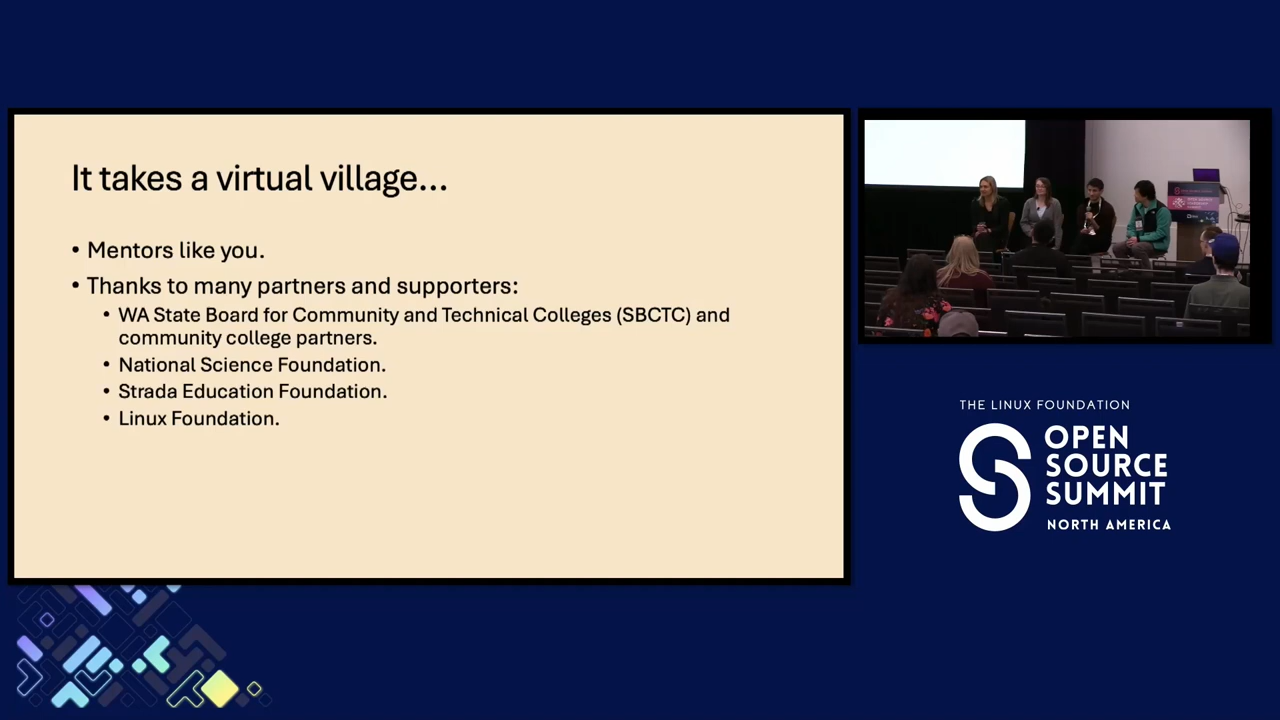 It takes a virtual village...
• Mentors like you.
• Thanks to many partners and supporters:
• WA State Board for Community and Technical Colleges (SBCTC) and
community college partners.
• National Science Foundation.
• Strada Education Foundation.
• Linux Foundation.
THE LINUX FOUNDATION
OPEN
SOURCE
SUMMIT
NORTH AMERICA